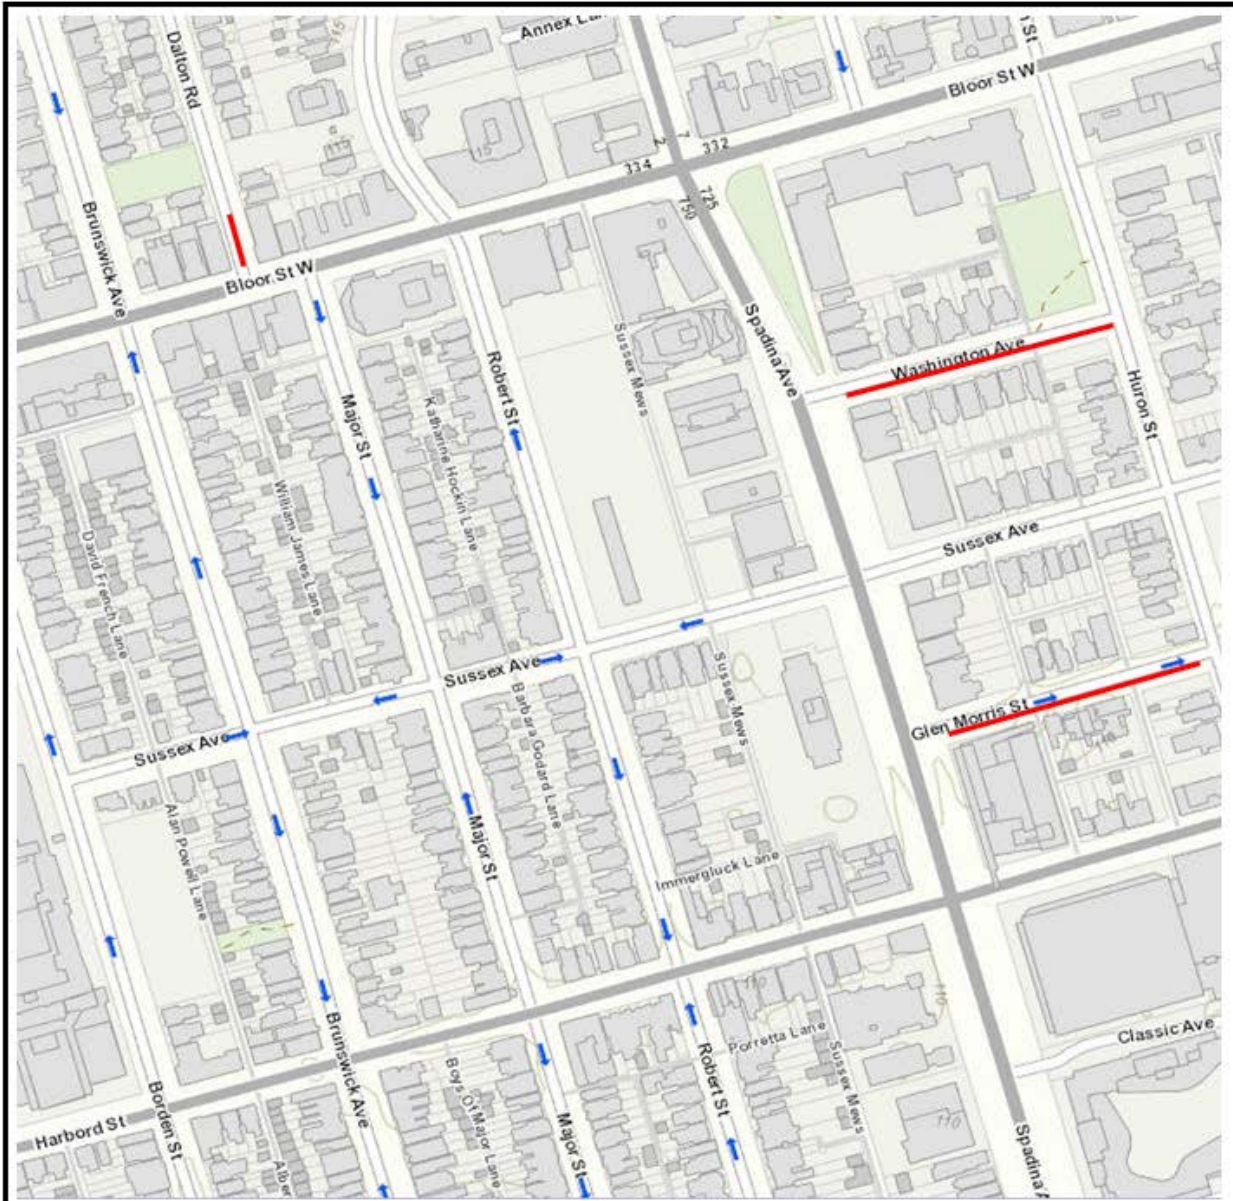 Annex
Dalton Rd
St
Bloor St W
2
7
334
332
725
750
Brunswick Ave
Bloor St W
Spadina Ave
Sussex Mews
Washington Ave
Robert St
Major St
Katharine Hockin Lane
Huron St
William James Lane
David French Lane
Sussex Ave
Sussex Ave
Sussex Ave
Barbara Godard Lane
Sussex Mews
Glen Morris St
Alan Powell Lane
Major St
Immergluck Lane
110
110
110
Porretta Lane
Sussex Mews
Classic Ave
Robert St
Brunswick Ave
Boys Of Major Lane
Borden St
Harbord St
Major St
Spadina
Alber
110